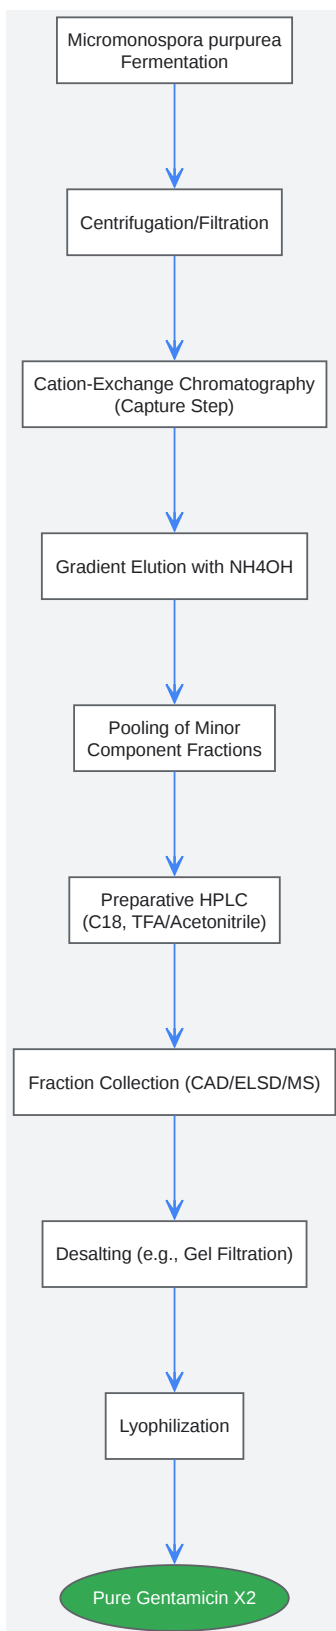 Micromonospora purpurea
Fermentation
Centrifugation/Filtration
Cation-Exchange Chromatography
(Capture Step)
Gradient Elution with NH4OH
Pooling of Minor
Component Fractions
Preparative HPLC
(C18, TFA/Acetonitrile)
Fraction Collection (CAD/ELSD/MS)
Desalting (e.g., Gel Filtration)
Lyophilization
Pure Gentamicin X2